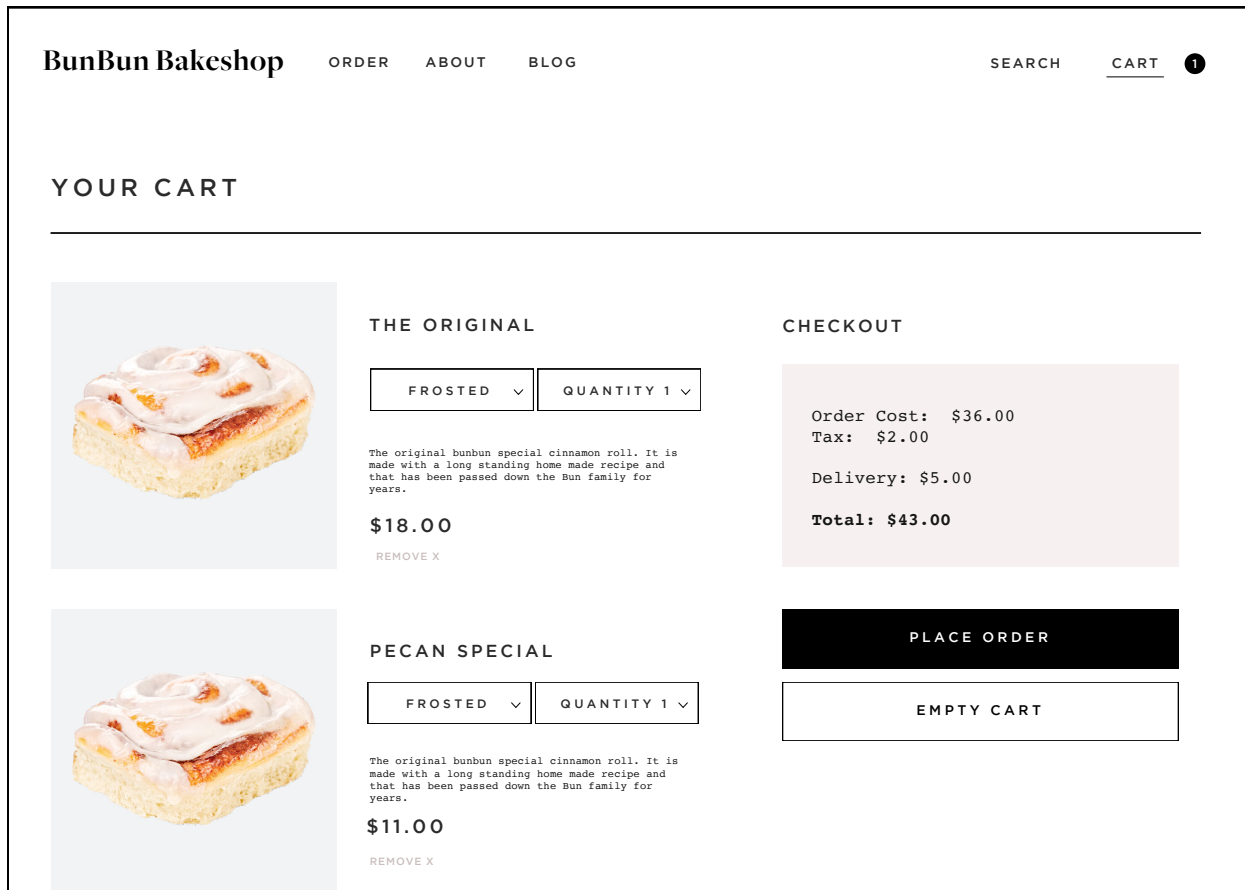 BunBun Bakeshop ORDER ABOUT BLOG SEARCH CART 1
YOUR CART
THE ORIGINAL
FROSTED QUANTITY 1
The original bunbun special cinnamon roll. It is
made with a long standing home made recipe and
that has been passed down the Bun family for
years.
$18.00
REMOVE X
PECAN SPECIAL
FROSTED QUANTITY 1
The original bunbun special cinnamon roll. It is
made with a long standing home made recipe and
that has been passed down the Bun family for
years.
$11.00
REMOVE X
CHECKOUT
Order Cost: $36.00
Tax: $2.00
Delivery: $5.00
Total: $43.00
PLACE ORDER
EMPTY CART